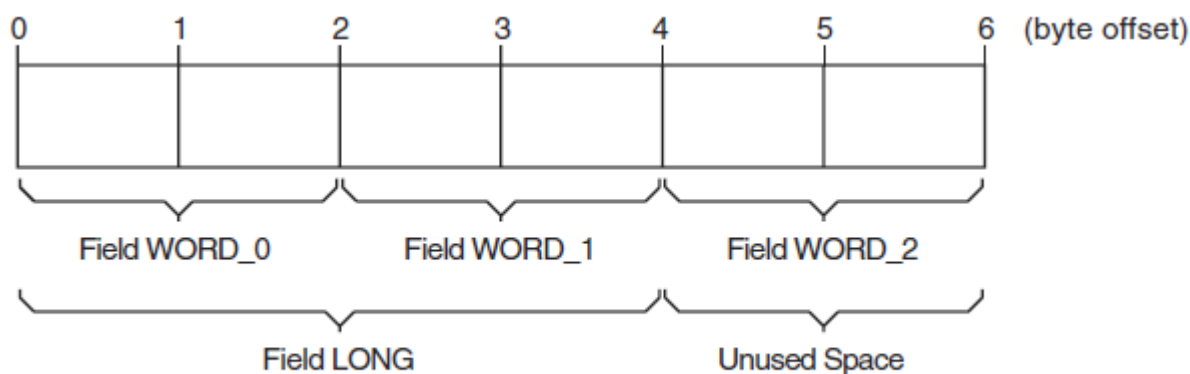 0 1 2 3 4 5 6 (byte offset)
Field WORD_0 Field WORD_1 Field WORD_2
Field LONG Unused Space